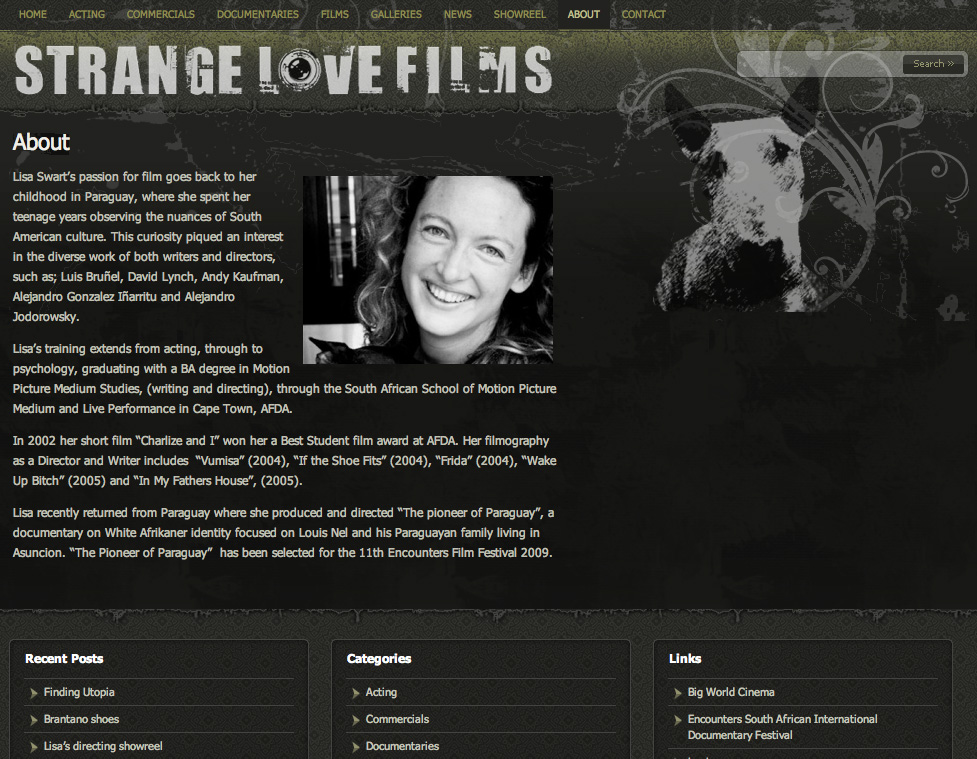 HOME ACTING COMMERCIALS DOCUMENTARIES FILMS GALLERIES NEWS SHOWREEL ABOUT CONTACT
STRANGE LOVE FILMS
Search »
About
Lisa Swart’s passion for film goes back to her
childhood in Paraguay, where she spent her
teenage years observing the nuances of South
American culture. This curiosity piqued an interest
in the diverse work of both writers and directors,
such as; Luis Bruñel, David Lynch, Andy Kaufman,
Alejandro Gonzalez Iñarritu and Alejandro
Jodorowsky.
Lisa’s training extends from acting, through to
psychology, graduating with a BA degree in Motion
Picture Medium Studies, (writing and directing), through the South African School of Motion Picture
Medium and Live Performance in Cape Town, AFDA.
In 2002 her short film “Charlize and I” won her a Best Student film award at AFDA. Her filmography
as a Director and Writer includes “Vumisa” (2004), “If the Shoe Fits” (2004), “Frida” (2004), “Wake
Up Bitch” (2005) and “In My Fathers House”, (2005).
Lisa recently returned from Paraguay where she produced and directed “The pioneer of Paraguay”, a
documentary on White Afrikaner identity focused on Louis Nel and his Paraguayan family living in
Asuncion. “The Pioneer of Paraguay” has been selected for the 11th Encounters Film Festival 2009.
Recent Posts
Finding Utopia
Brantano shoes
Lisa’s directing showreel
Categories
Acting
Commercials
Documentaries
Links
Big World Cinema
Encounters South African International
Documentary Festival